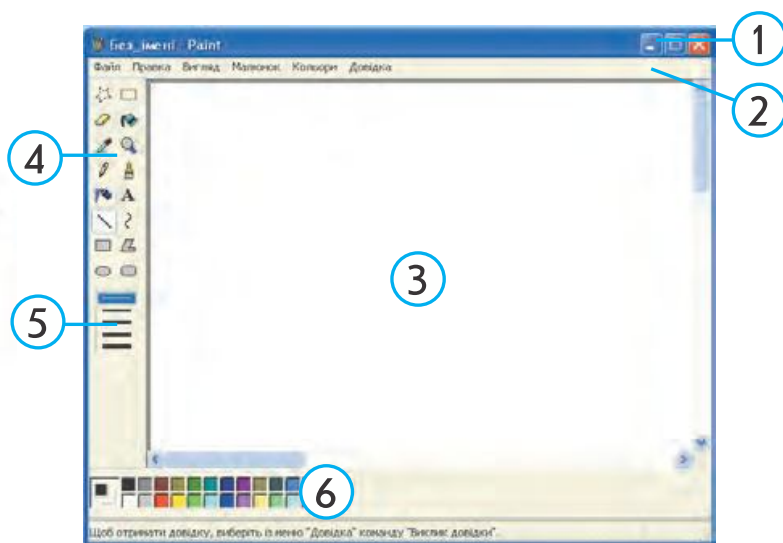 Без_імені - Paint
1
Файл Правка Вигляд Малюнок Кольори Довідка
2
4
A
3
5
6
Щоб отримати довідку, виберіть із меню "Довідка" команду "Виклик довідки".